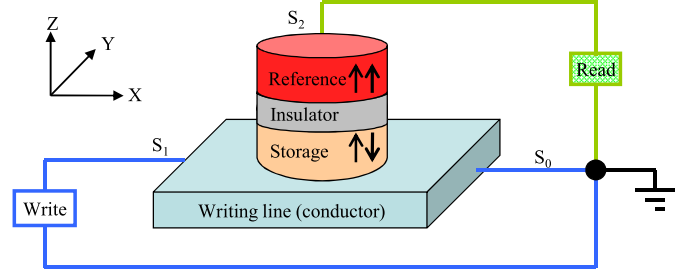 Z
Y
X
S2
Reference
Insulator
Storage
Read
S1
S0
Write
Writing line (conductor)